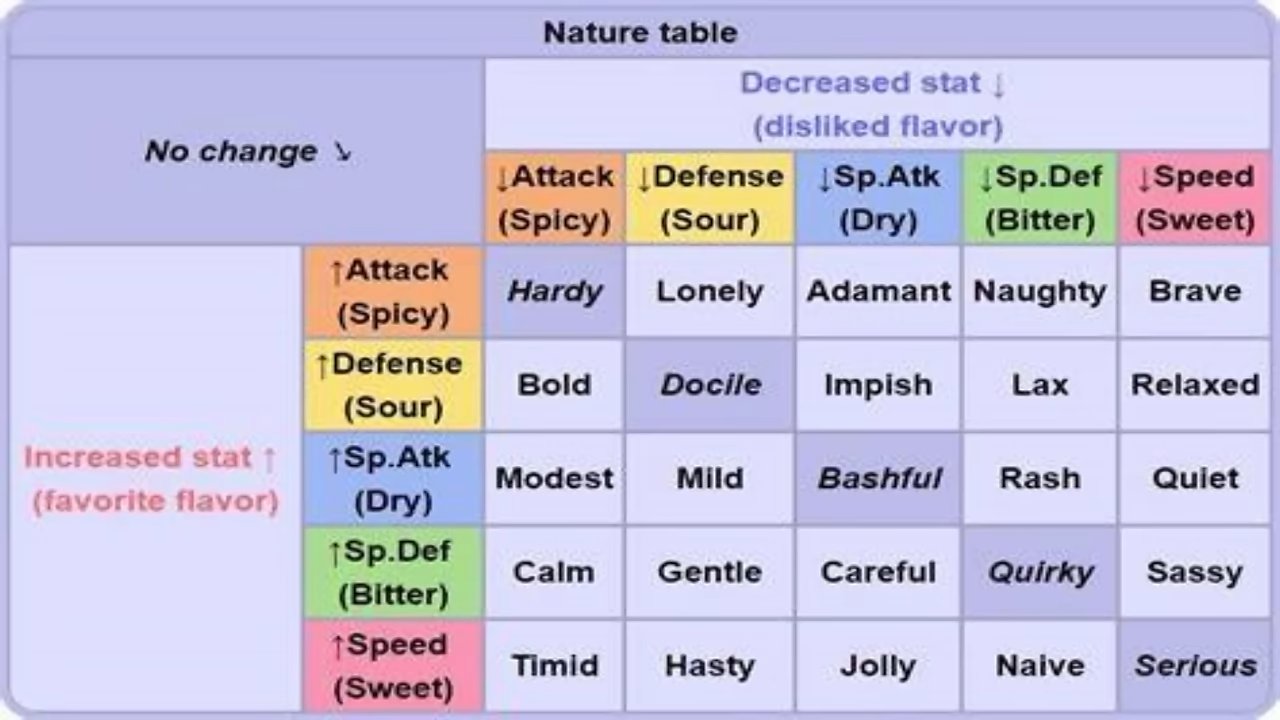 Nature table
No change ↘
Decreased stat ↓
(disliked flavor)
↓Attack
(Spicy)
↓Defense
(Sour)
↓Sp.Atk
(Dry)
↓Sp.Def
(Bitter)
↓Speed
(Sweet)
Increased stat ↑
(favorite flavor)
↑Attack
(Spicy)
Hardy Lonely Adamant Naughty Brave
↑Defense
(Sour)
Bold Docile Impish Lax Relaxed
↑Sp.Atk
(Dry)
Modest Mild Bashful Rash Quiet
↑Sp.Def
(Bitter)
Calm Gentle Careful Quirky Sassy
↑Speed
(Sweet)
Timid Hasty Jolly Naive Serious